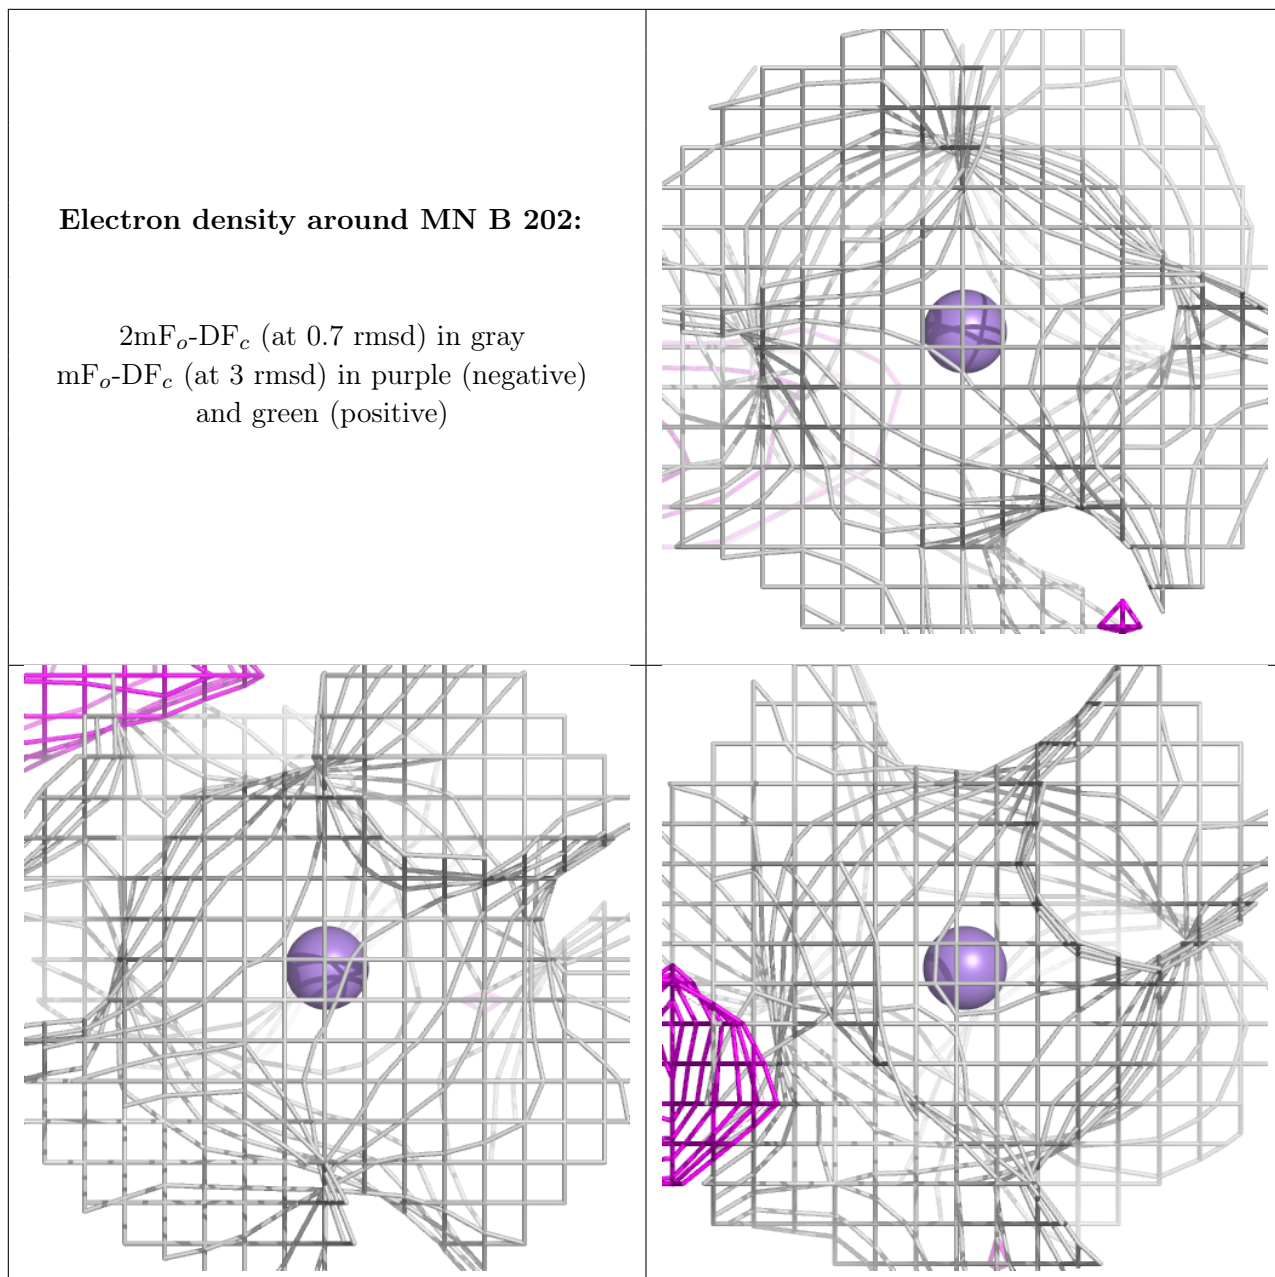 Electron density around MN B 202:
2mFo-DFc (at 0.7 rmsd) in gray
mFo-DFc (at 3 rmsd) in purple (negative)
and green (positive)